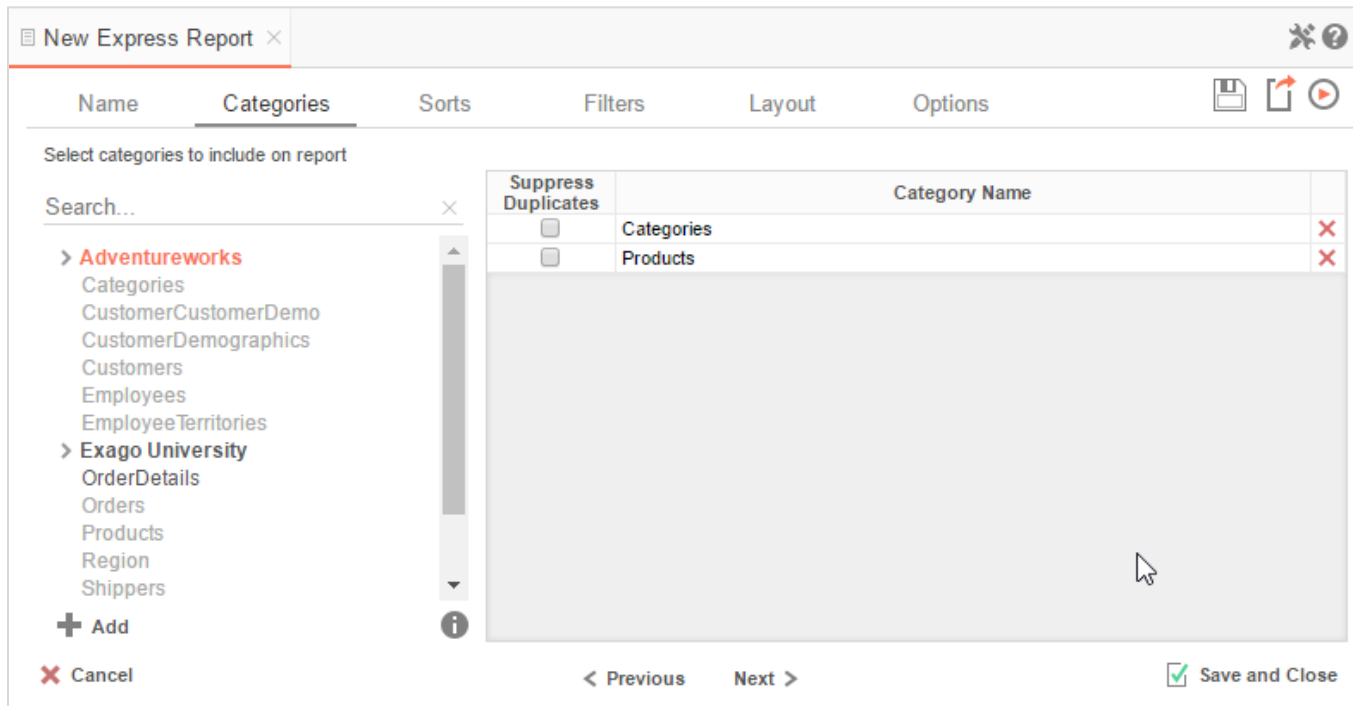 New Express Report
Name Categories Sorts Filters Layout Options
Select categories to include on report
Search...
Adventureworks
Categories
CustomerCustomerDemo
CustomerDemographics
Customers
Employees
EmployeeTerritories
Exago University
OrderDetails
Orders
Products
Region
Shippers
Add
Suppress
Duplicates
Category Name
Categories
Products
Cancel
< Previous
Next >
Save and Close